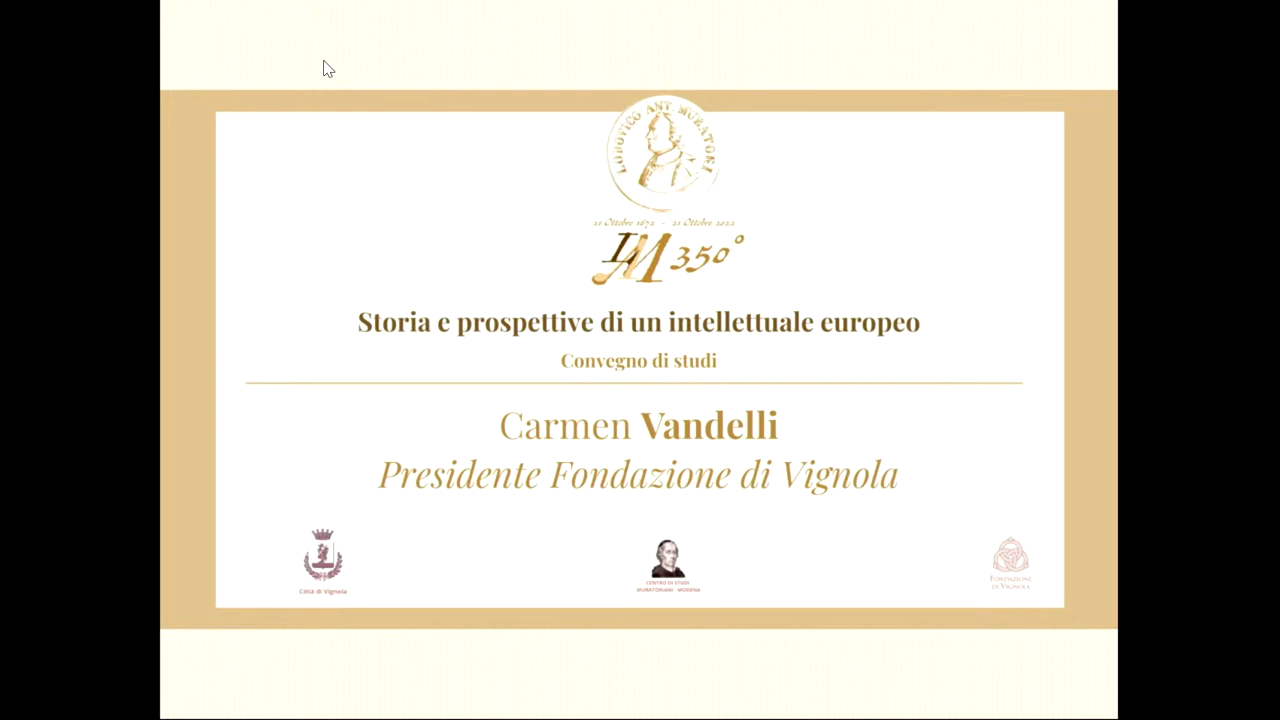 LODOVICO ANT MURATORI
21 Ottobre 1672 - 21 Ottobre 2022
LAM 350°
Storia e prospettive di un intellettuale europeo
Convegno di studi
Carmen Vandelli
Presidente Fondazione di Vignola
Città di Vignola
CENTRO DI STUDI
MURATORIANI - MODENA
FONDAZIONE
DI VIGNOLA